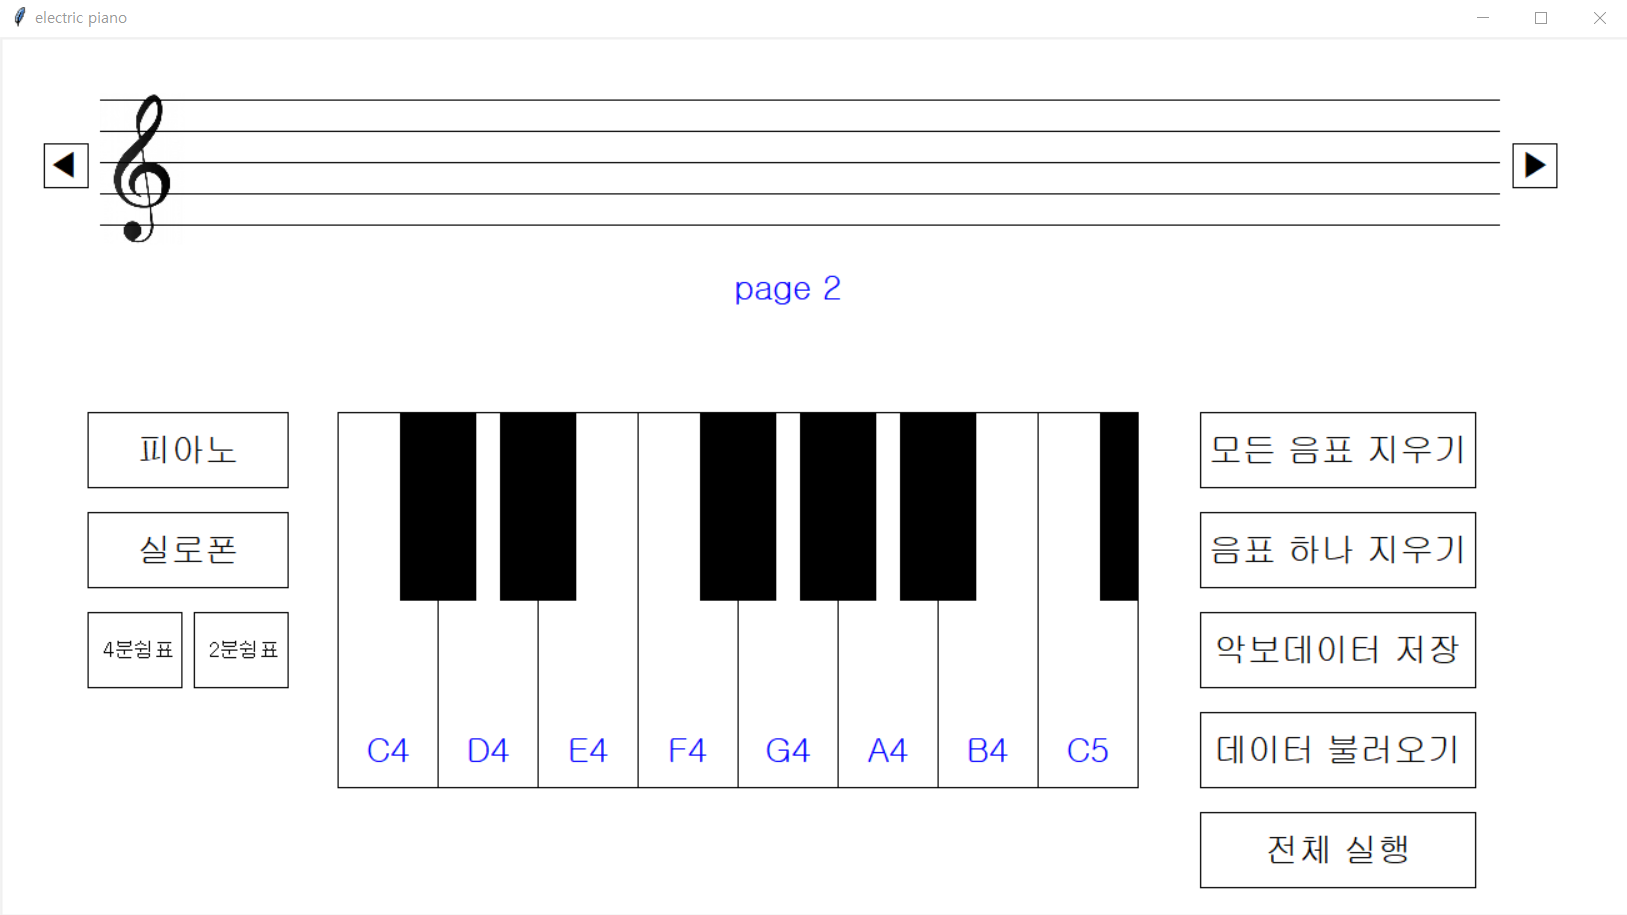 electric piano
◀
▶
page 2
피아노
실로폰
4분쉼표
2분쉼표
C4
D4
E4
F4
G4
A4
B4
C5
모든 음표 지우기
음표 하나 지우기
악보데이터 저장
데이터 불러오기
전체 실행